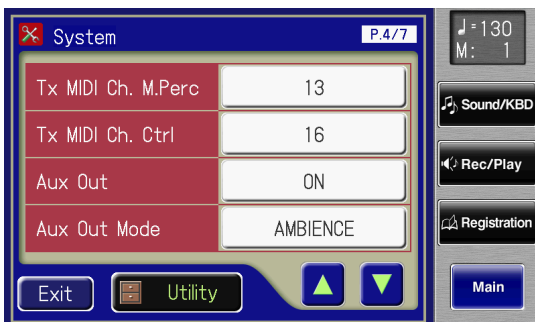 System P.4/7
Tx MIDI Ch. M.Perc 13
Tx MIDI Ch. Ctrl 16
Aux Out ON
Aux Out Mode AMBIENCE
Exit Utility
♩=130
M: 1
Sound/KBD
Rec/Play
Registration
Main